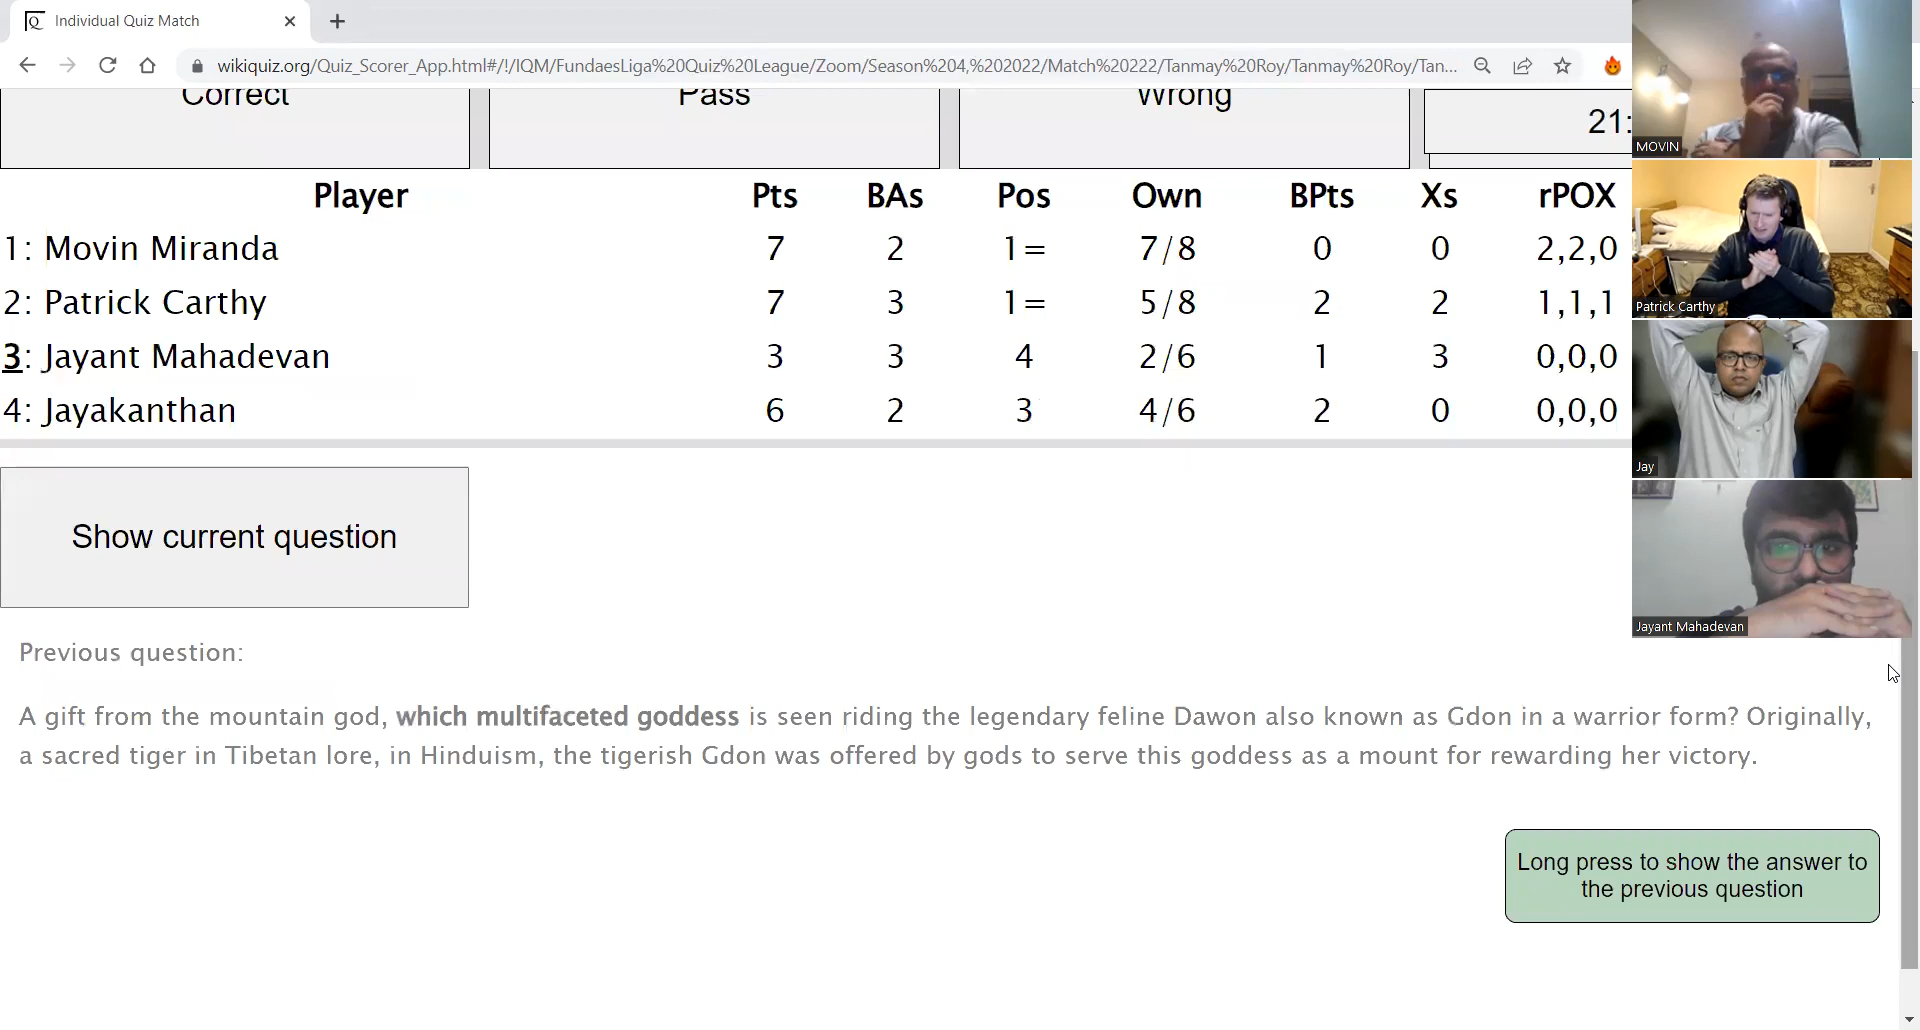 Individual Quiz Match
wikiquiz.org/Quiz_Scorer_App.html#/!/IQM/FundaesLiga%20Quiz%20League/Zoom/Season%204,%202022/Match%20222/Tanmay%20Roy/Tanmay%20Roy/Tan...
Correct Pass Wrong 21:
Player Pts BAs Pos Own BPts Xs rPOX
1: Movin Miranda 7 2 1= 7/8 0 0 2,2,0
2: Patrick Carthy 7 3 1= 5/8 2 2 1,1,1
3: Jayant Mahadevan 3 3 4 2/6 1 3 0,0,0
4: Jayakanthan 6 2 3 4/6 2 0 0,0,0
MOVIN
Patrick Carthy
Jay
Jayant Mahadevan
Show current question
Previous question:
A gift from the mountain god, which multifaceted goddess is seen riding the legendary feline Dawon also known as Gdon in a warrior form? Originally,
a sacred tiger in Tibetan lore, in Hinduism, the tigerish Gdon was offered by gods to serve this goddess as a mount for rewarding her victory.
Long press to show the answer to
the previous question